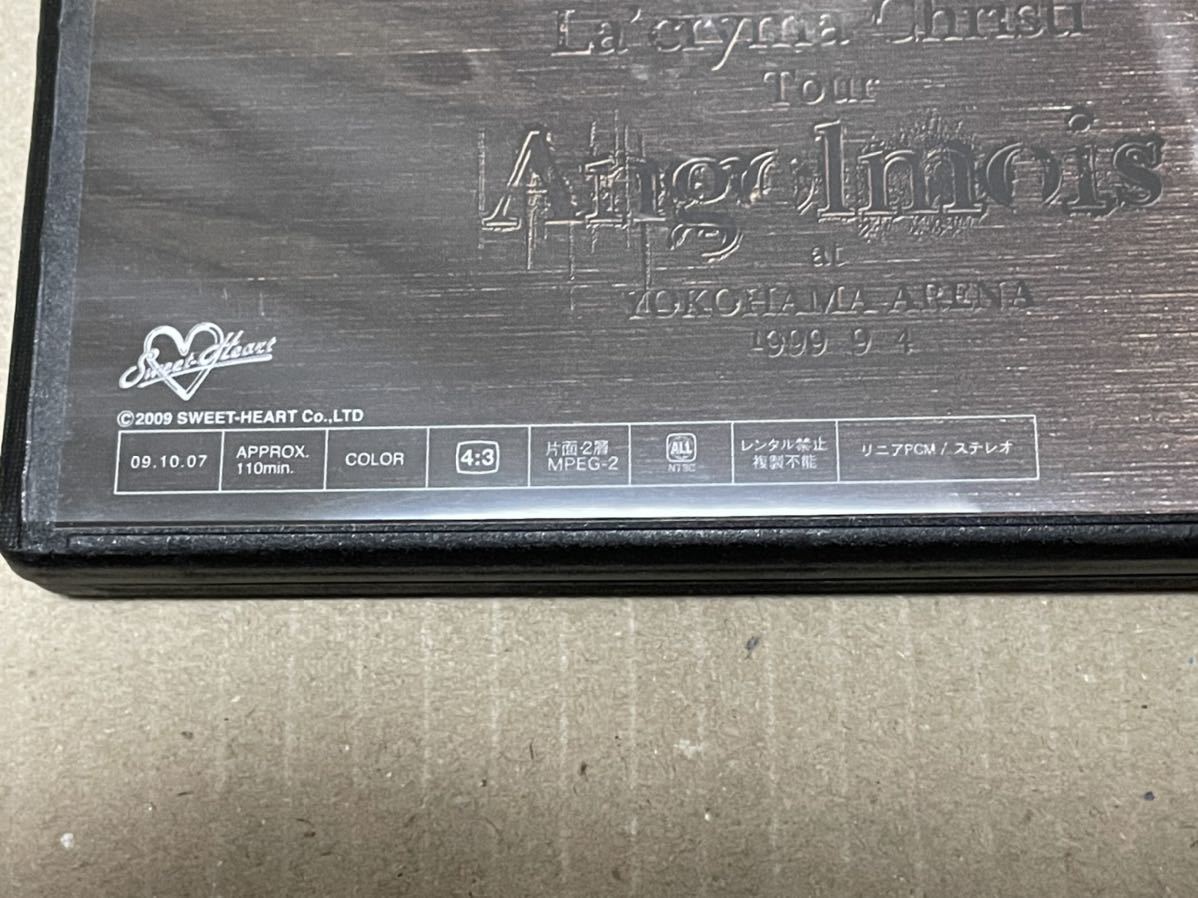 La'cryma Christi
Tour
Angolmois
at
YOKOHAMA ARENA
1999 9 4
Sweet-Heart
©2009 SWEET-HEART Co.,LTD
09.10.07
APPROX.
110min.
COLOR
4:3
片面・2層
MPEG-2
ALL
NTSC
レンタル禁止
複製不能
リニアPCM / ステレオ